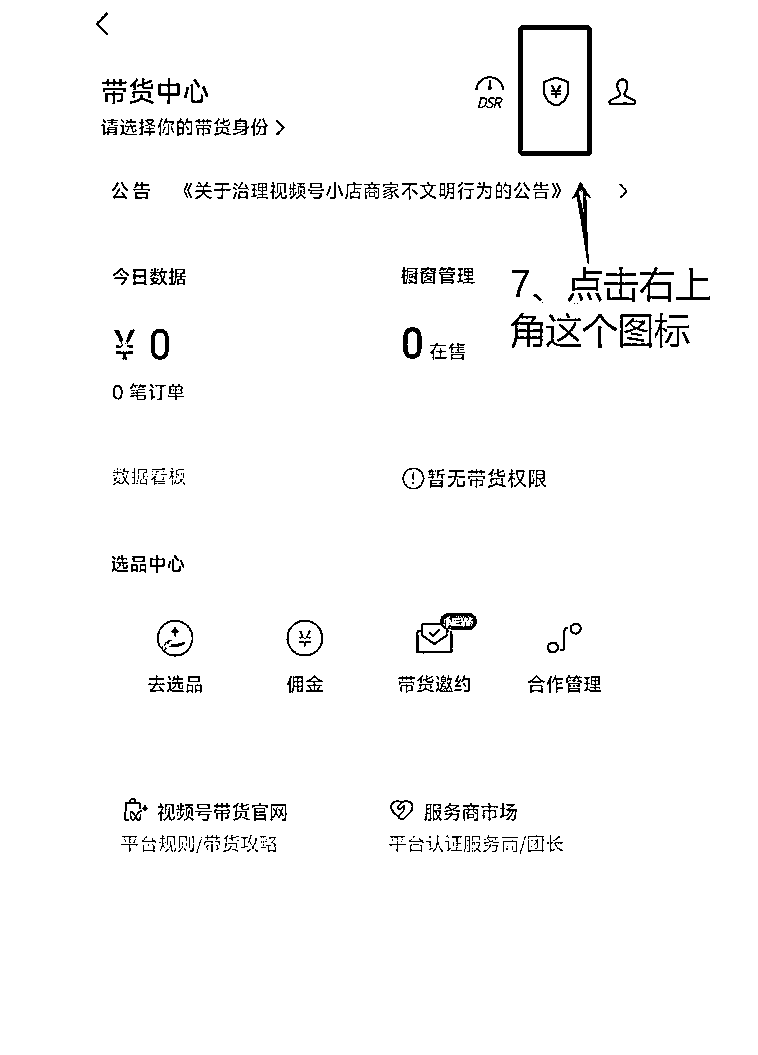 带货中心
DSR
¥
请选择你的带货身份
公告 《关于治理视频号小店商家不文明行为的公告》
7、点击右上
角这个图标
今日数据
橱窗管理
¥ 0
0 在售
0 笔订单
数据看板
暂无带货权限
选品中心
NEW
¥
去选品
佣金
带货邀约
合作管理
视频号带货官网
服务商市场
平台规则/带货攻略
平台认证服务商/团长